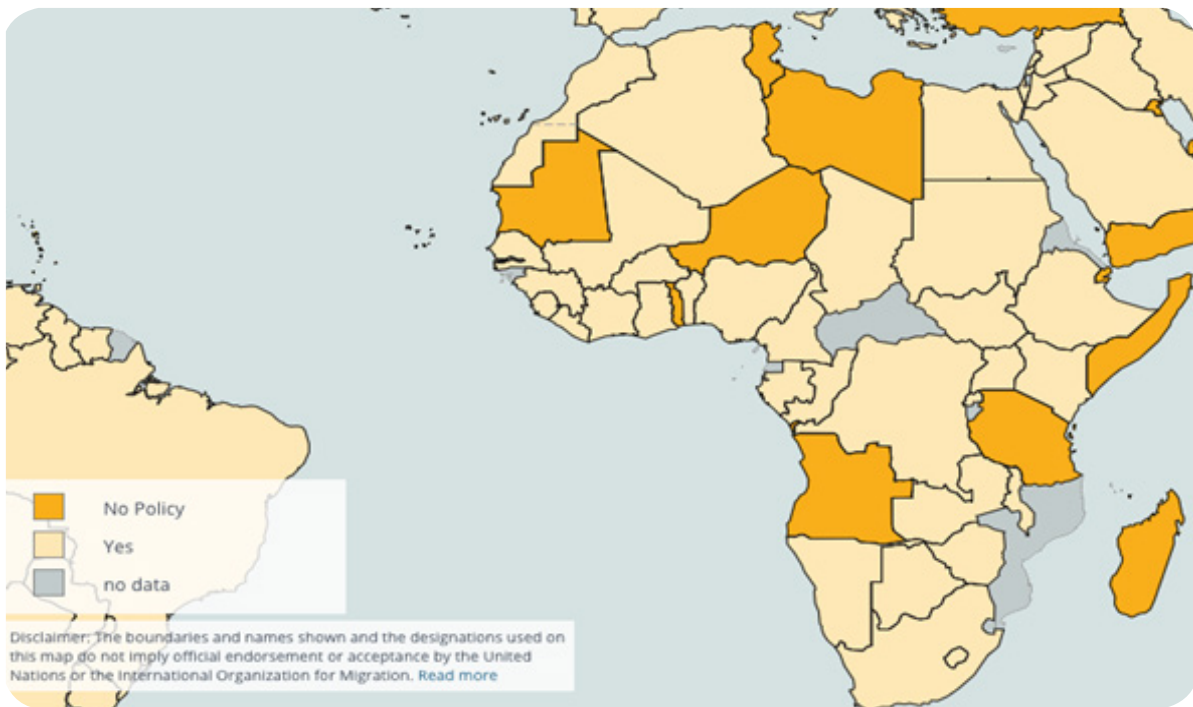 No Policy
Yes
no data
Disclaimer: The boundaries and names shown and the designations used on
this map do not imply official endorsement or acceptance by the United
Nations or the International Organization for Migration. Read more